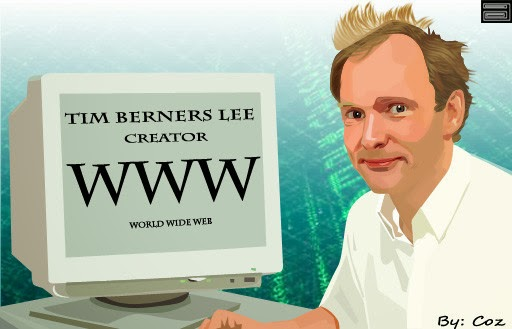 TIM BERNERS LEE
CREATOR
WWW
WORLD WIDE WEB
By: Coz